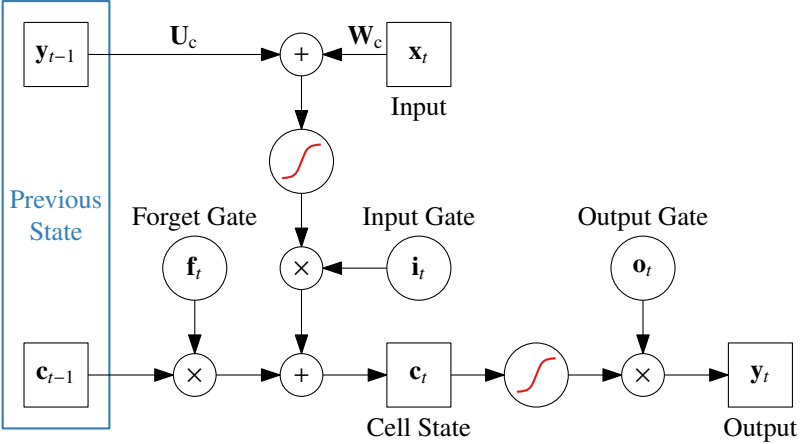 U_c
W_c
y_{t−1}
+
x_t
Input
Previous
State
Forget Gate
Input Gate
Output Gate
f_t
×
i_t
o_t
c_{t−1}
×
+
c_t
×
y_t
Cell State
Output